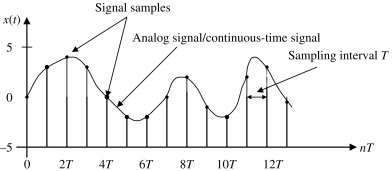 Signal samples
x(t)
Analog signal/continuous-time signal
5
Sampling interval T
0
–5
nT
0 2T 4T 6T 8T 10T 12T